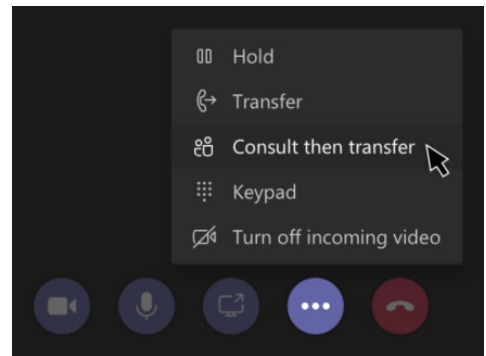 Hold
Transfer
Consult then transfer
Keypad
Turn off incoming video